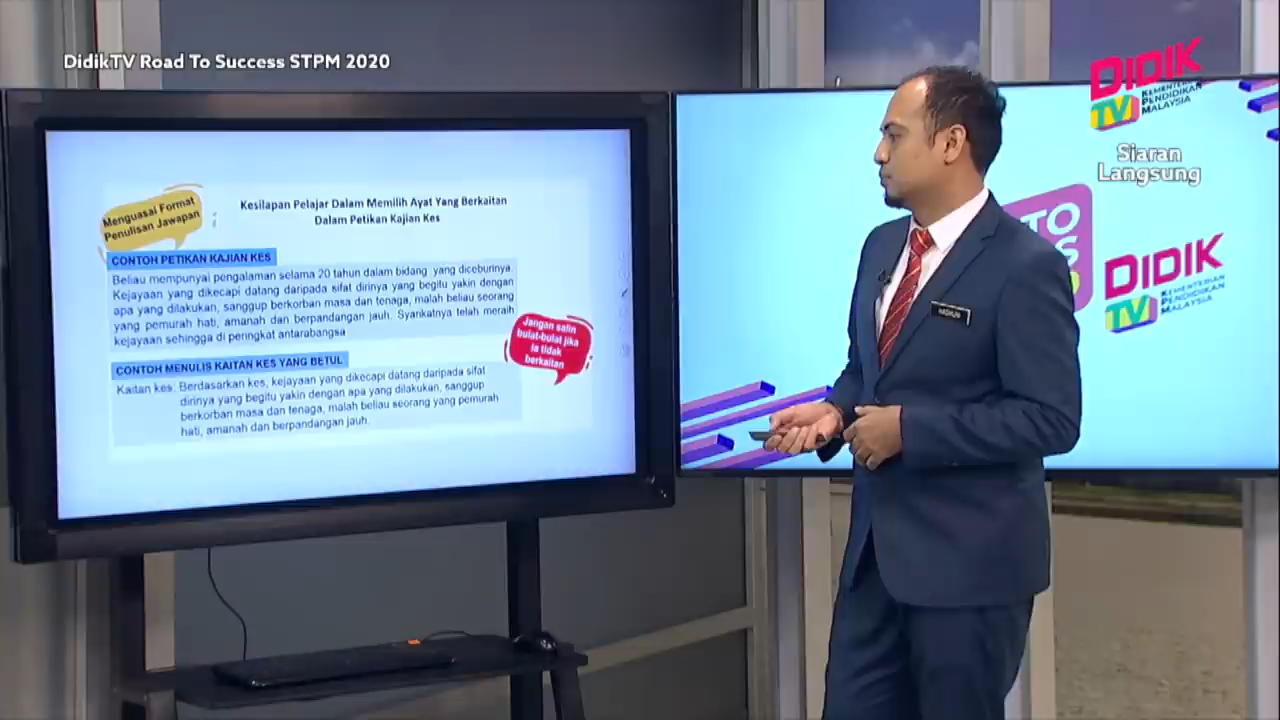 DidikTV Road To Success STPM 2020
DIDIK
TV
KEMENTERIAN
PENDIDIKAN
MALAYSIA
Siaran
Langsung
Menguasai Format
Penulisan Jawapan
Kesilapan Pelajar Dalam Memilih Ayat Yang Berkaitan
Dalam Petikan Kajian Kes
CONTOH PETIKAN KAJIAN KES
Beliau mempunyai pengalaman selama 20 tahun dalam bidang yang diceburinya.
Kejayaan yang dikecapi datang daripada sifat dirinya yang begitu yakin dengan
apa yang dilakukan, sanggup berkorban masa dan tenaga, malah beliau seorang
yang pemurah hati, amanah dan berpandangan jauh. Syarikatnya telah meraih
kejayaan sehingga di peringkat antarabangsa
Jangan salin
bulat-bulat jika
ia tidak
berkaitan
CONTOH MENULIS KAITAN KES YANG BETUL
Kaitan kes: Berdasarkan kes, kejayaan yang dikecapi datang daripada sifat
dirinya yang begitu yakin dengan apa yang dilakukan, sanggup
berkorban masa dan tenaga, malah beliau seorang yang pemurah
hati, amanah dan berpandangan jauh.
TO
DIDIK
TV
KEMENTERIAN
PENDIDIKAN
MALAYSIA